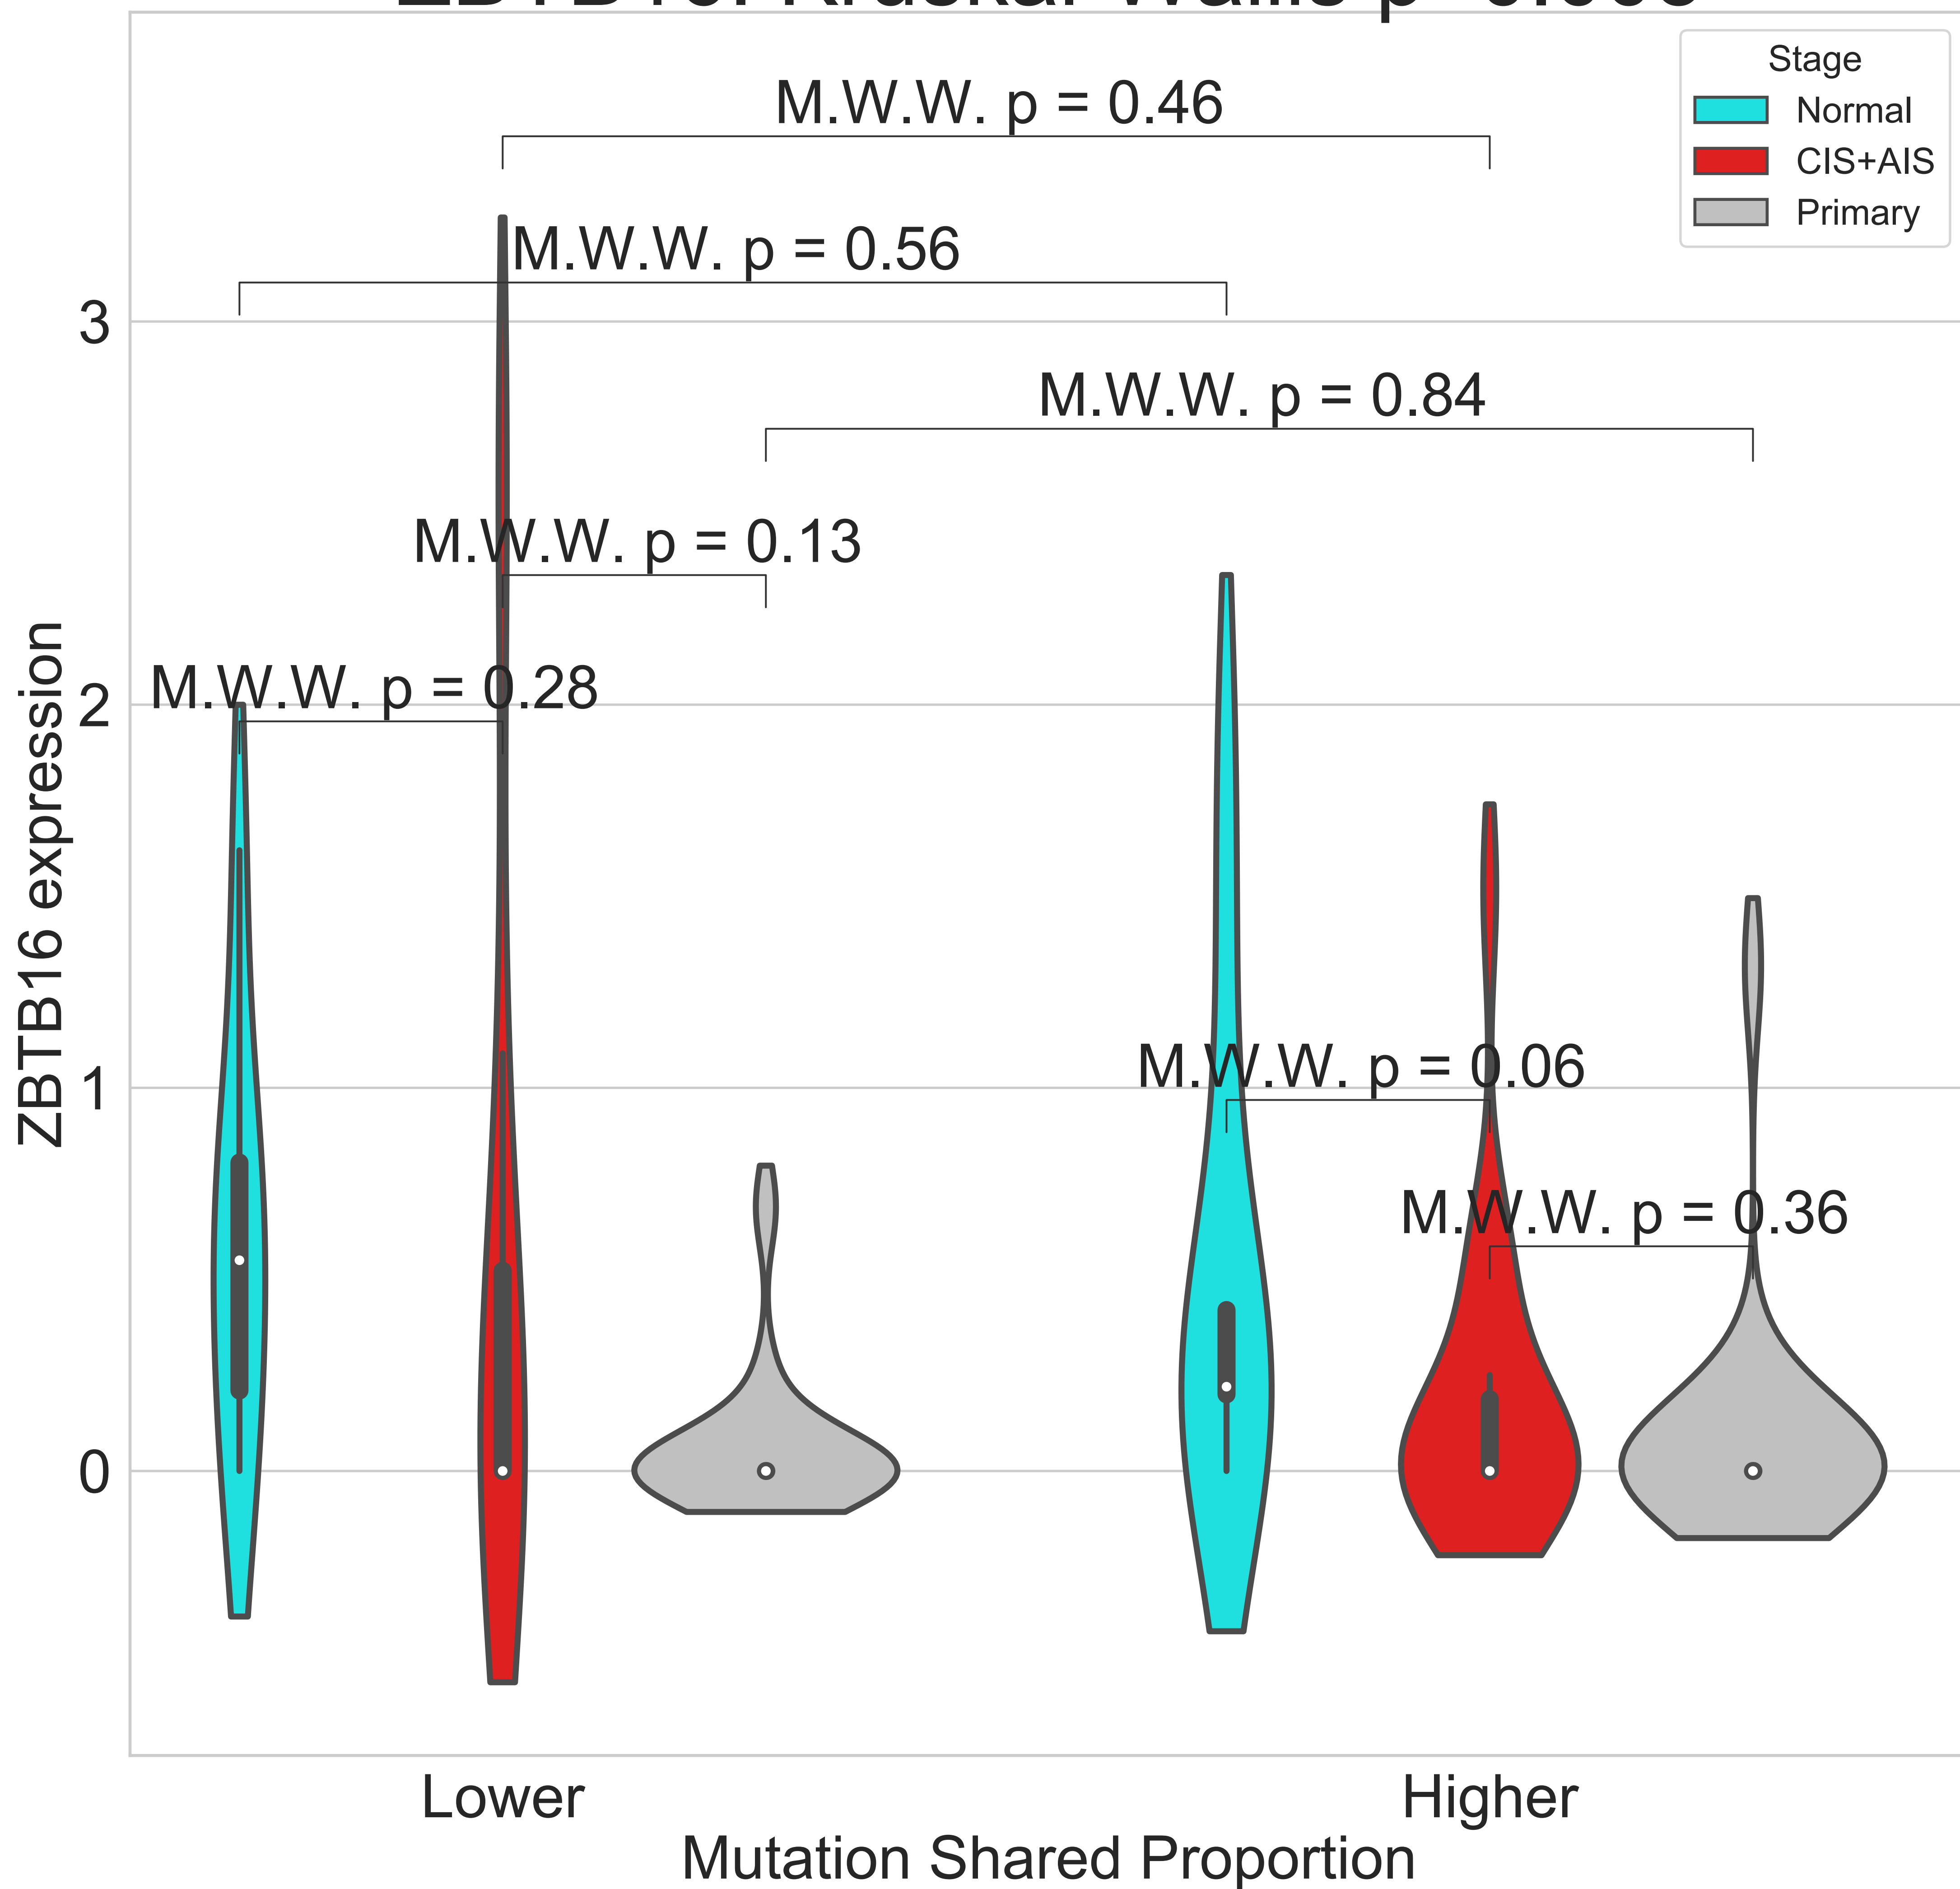 Stage
Normal
CIS+AIS
Primary
M.W.W. p = 0.46
M.W.W. p = 0.56
3
M.W.W. p = 0.84
M.W.W. p = 0.13
M.W.W. p = 0.28
2
ZBTB16 expression
M.W.W. p = 0.06
1
M.W.W. p = 0.36
0
Lower
Higher
Mutation Shared Proportion